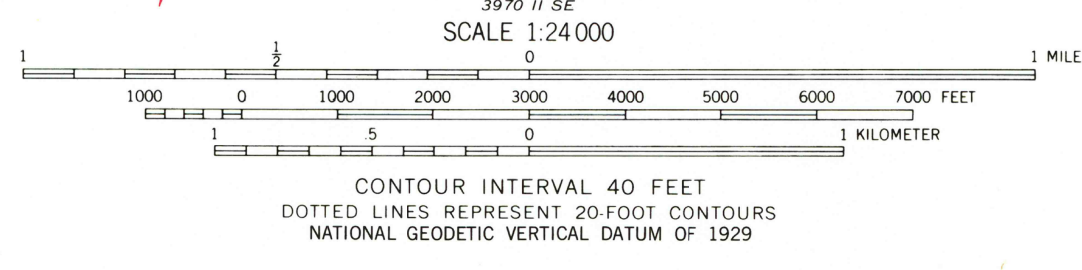 3970 II SE
SCALE 1:24 000
1 1/2 0 1 MILE
1000 0 1000 2000 3000 4000 5000 6000 7000 FEET
1 .5 0 1 KILOMETER
CONTOUR INTERVAL 40 FEET
DOTTED LINES REPRESENT 20-FOOT CONTOURS
NATIONAL GEODETIC VERTICAL DATUM OF 1929